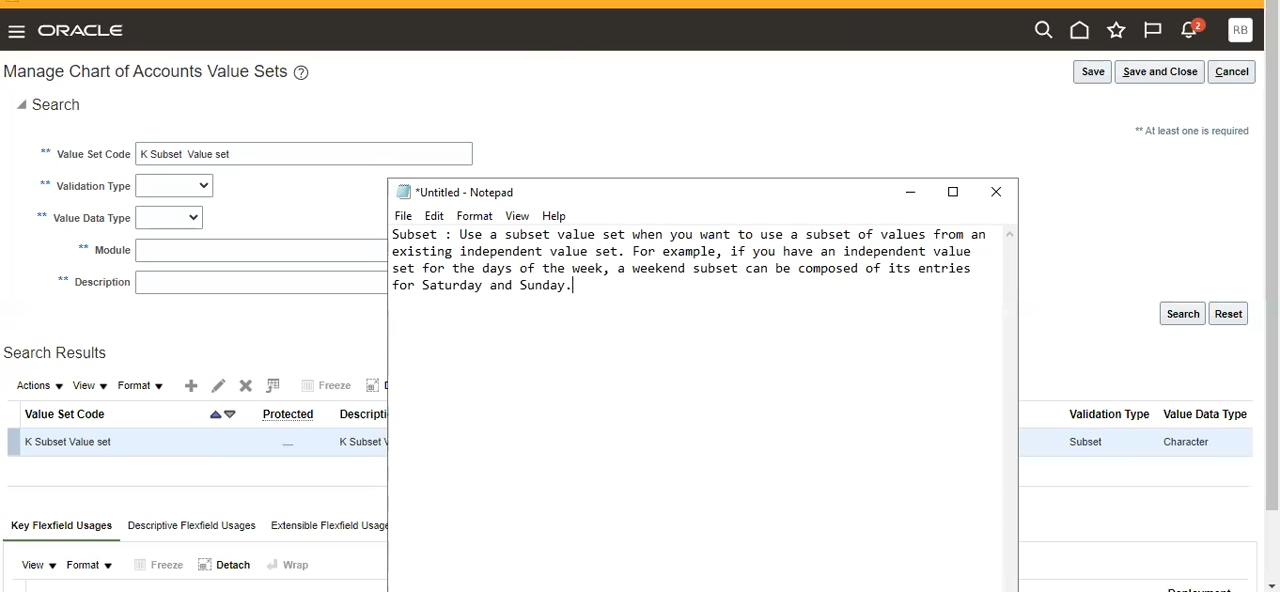 ORACLE
2
RB
Manage Chart of Accounts Value Sets ?
Save Save and Close Cancel
Search
** At least one is required
** Value Set Code K Subset Value set
** Validation Type
** Value Data Type
** Module
** Description
*Untitled - Notepad
File Edit Format View Help
Subset : Use a subset value set when you want to use a subset of values from an
existing independent value set. For example, if you have an independent value
set for the days of the week, a weekend subset can be composed of its entries
for Saturday and Sunday.
Search Reset
Search Results
Actions View Format Freeze D
Value Set Code Protected Descripti Validation Type Value Data Type
K Subset Value set — K Subset V Subset Character
Key Flexfield Usages Descriptive Flexfield Usages Extensible Flexfield Usage
View Format Freeze Detach Wrap